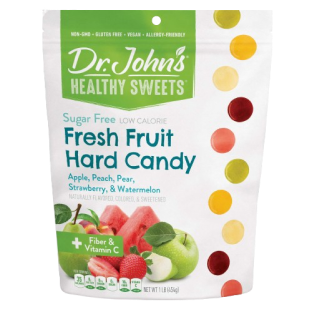 NON-GMO • GLUTEN FREE • VEGAN • ALLERGY-FRIENDLY
Dr. John's
HEALTHY SWEETS
Sugar Free LOW CALORIE
Fresh Fruit
Hard Candy
Apple, Peach, Pear,
Strawberry, & Watermelon
NATURALLY FLAVORED, COLORED, & SWEETENED
+ Fiber &
Vitamin C
NET WT 1 LB (454g)